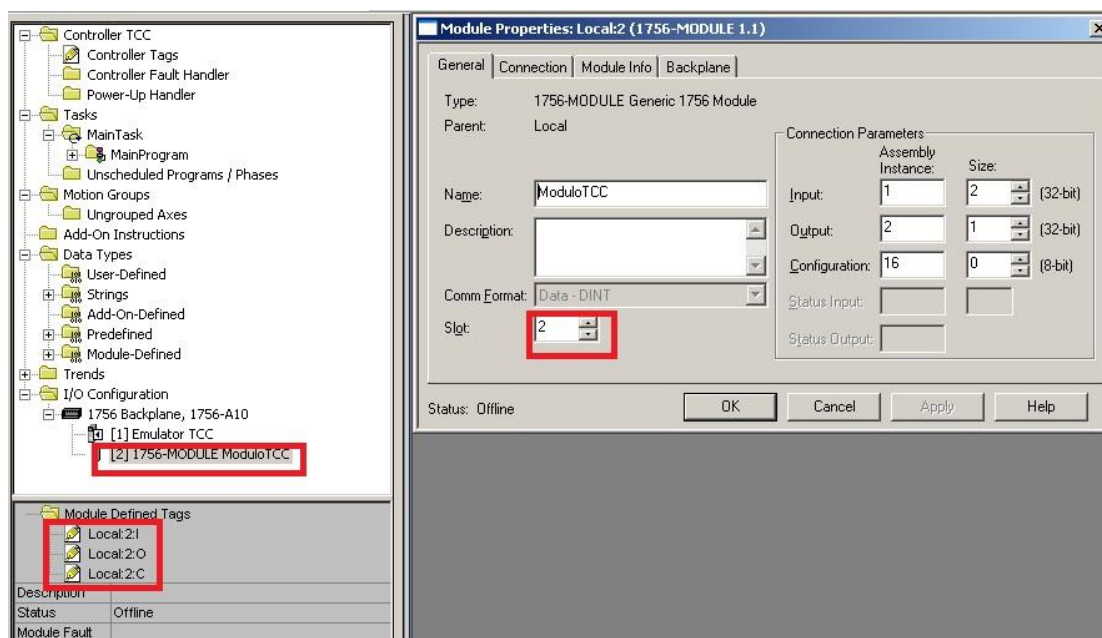 Controller TCC
Controller Tags
Controller Fault Handler
Power-Up Handler
Tasks
MainTask
MainProgram
Unscheduled Programs / Phases
Motion Groups
Ungrouped Axes
Add-On Instructions
Data Types
User-Defined
Strings
Add-On-Defined
Predefined
Module-Defined
Trends
I/O Configuration
1756 Backplane, 1756-A10
[1] Emulator TCC
[2] 1756-MODULE ModuloTCC
Module Defined Tags
Local:2:I
Local:2:O
Local:2:C
Description
Status Offline
Module Fault
Module Properties: Local:2 (1756-MODULE 1.1)
General Connection Module Info Backplane
Type: 1756-MODULE Generic 1756 Module
Parent: Local
Name: ModuloTCC
Description:
Comm Format: Data - DINT
Slot: 2
Connection Parameters
Assembly
Instance: Size:
Input: 1 2 (32-bit)
Output: 2 1 (32-bit)
Configuration: 16 0 (8-bit)
Status Input:
Status Output:
Status: Offline OK Cancel Apply Help